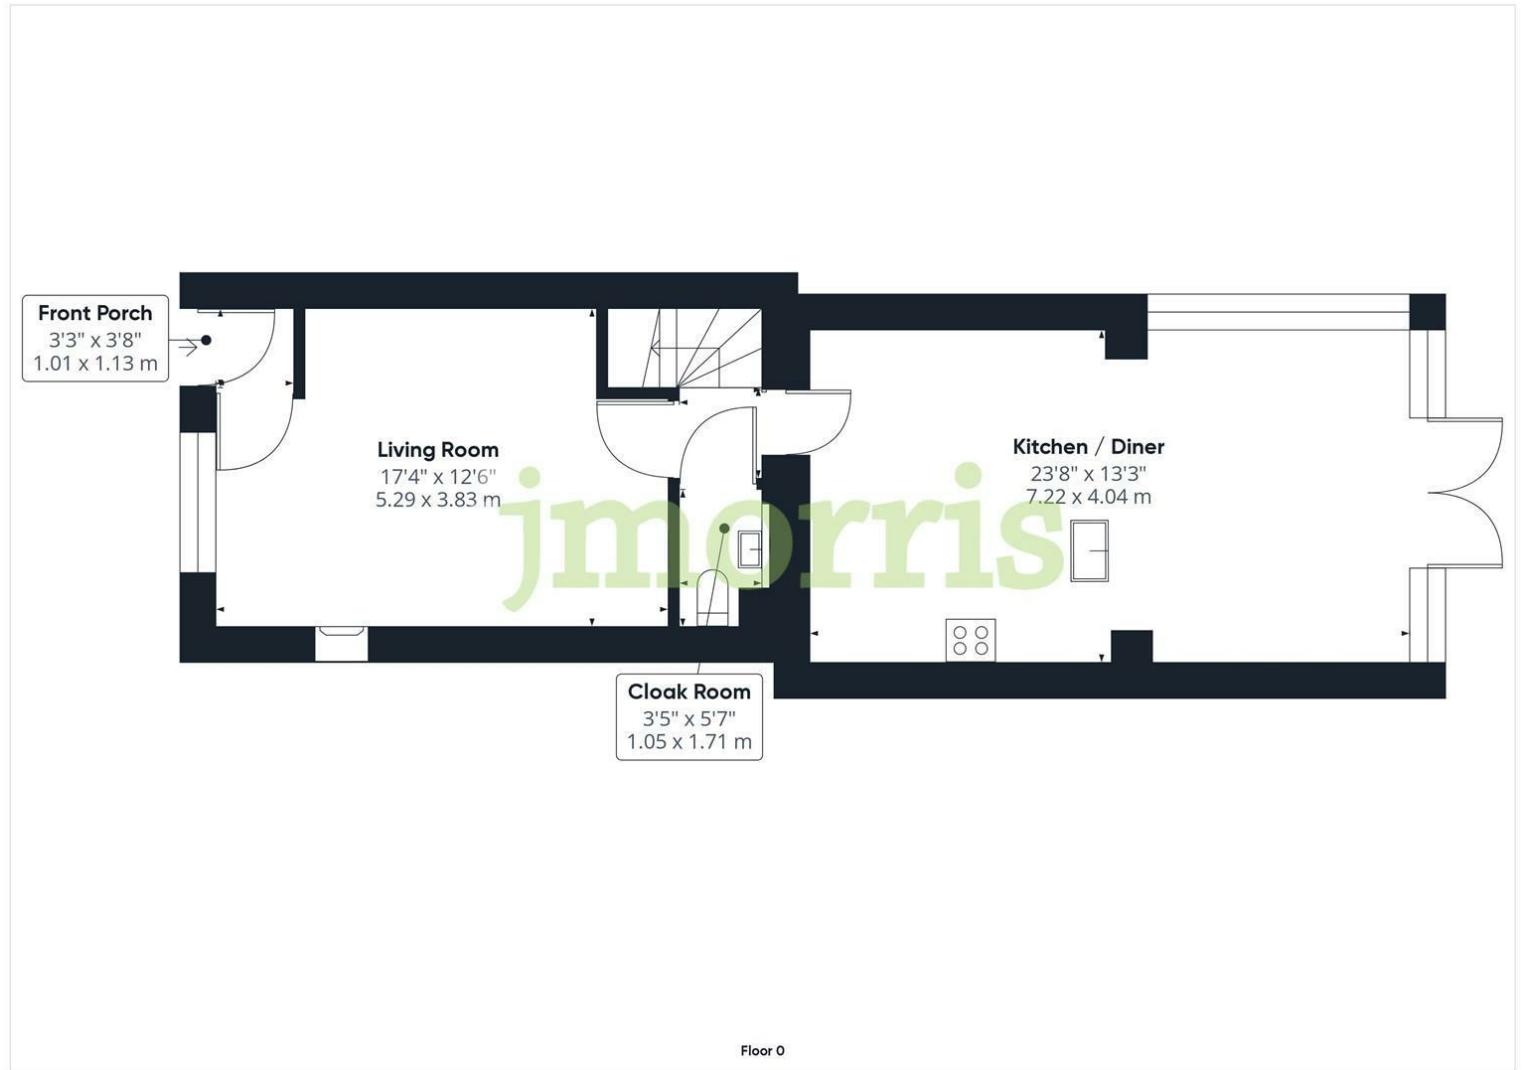 Front Porch
3'3" x 3'8"
1.01 x 1.13 m
Living Room
17'4" x 12'6"
5.29 x 3.83 m
Kitchen / Diner
23'8" x 13'3"
7.22 x 4.04 m
jmorris
Cloak Room
3'5" x 5'7"
1.05 x 1.71 m
Floor 0